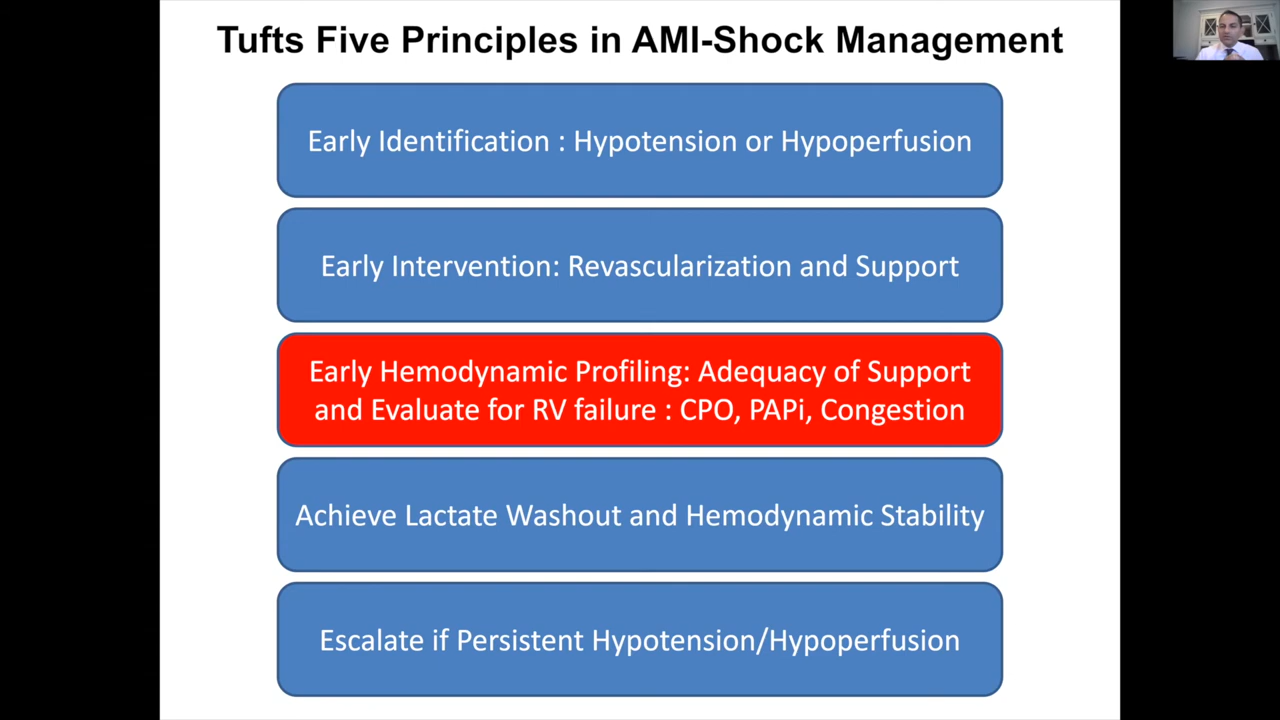 Tufts Five Principles in AMI-Shock Management
Early Identification : Hypotension or Hypoperfusion
Early Intervention: Revascularization and Support
Early Hemodynamic Profiling: Adequacy of Support
and Evaluate for RV failure : CPO, PAPi, Congestion
Achieve Lactate Washout and Hemodynamic Stability
Escalate if Persistent Hypotension/Hypoperfusion